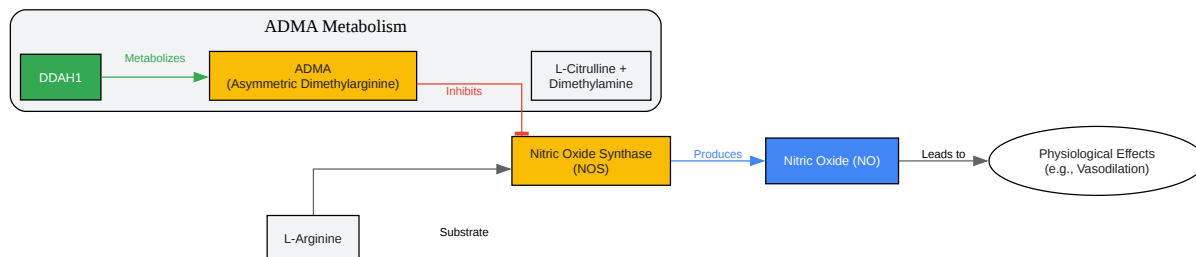 ADMA Metabolism
DDAH1
Metabolizes
ADMA
(Asymmetric Dimethylarginine)
L-Citrulline +
Dimethylamine
Inhibits
Nitric Oxide Synthase
(NOS)
Produces
Nitric Oxide (NO)
Leads to
Physiological Effects
(e.g., Vasodilation)
L-Arginine
Substrate